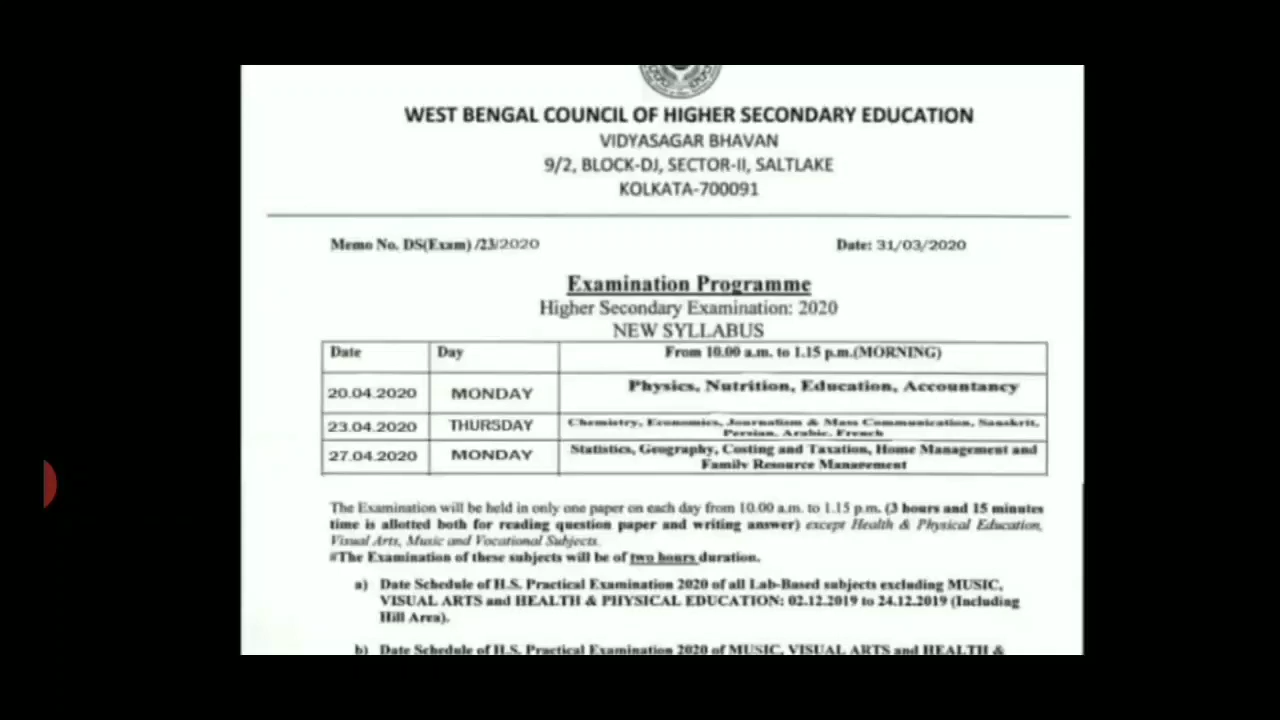 WEST BENGAL COUNCIL OF HIGHER SECONDARY EDUCATION
VIDYASAGAR BHAVAN
9/2, BLOCK-DJ, SECTOR-II, SALTLAKE
KOLKATA-700091
Memo No. DS(Exam) /23/2020 Date: 31/03/2020
Examination Programme
Higher Secondary Examination: 2020
NEW SYLLABUS
Date Day From 10.00 a.m. to 1.15 p.m.(MORNING)
20.04.2020 MONDAY Physics, Nutrition, Education, Accountancy
23.04.2020 THURSDAY Chemistry, Economics, Journalism & Mass Communication, Sanskrit,
Persian, Arabic, French
27.04.2020 MONDAY Statistics, Geography, Costing and Taxation, Home Management and
Family Resource Management
The Examination will be held in only one paper on each day from 10.00 a.m. to 1.15 p.m. (3 hours and 15 minutes
time is allotted both for reading question paper and writing answer) except Health & Physical Education,
Visual Arts, Music and Vocational Subjects.
#The Examination of these subjects will be of two hours duration.
a) Date Schedule of H.S. Practical Examination 2020 of all Lab-Based subjects excluding MUSIC,
VISUAL ARTS and HEALTH & PHYSICAL EDUCATION: 02.12.2019 to 24.12.2019 (Including
Hill Area).
b) Date Schedule of H.S. Practical Examination 2020 of MUSIC, VISUAL ARTS and HEALTH &